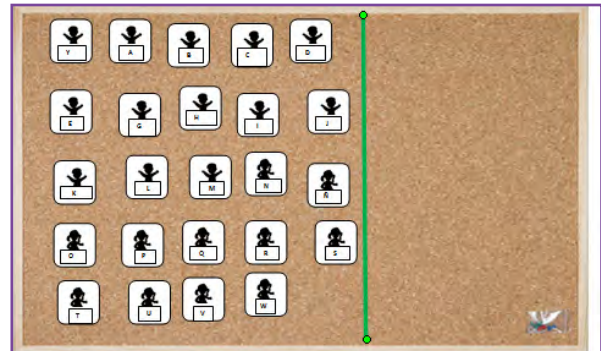 Y A B C D
E G H I J
K L M N Ñ
O P Q R S
T U V W